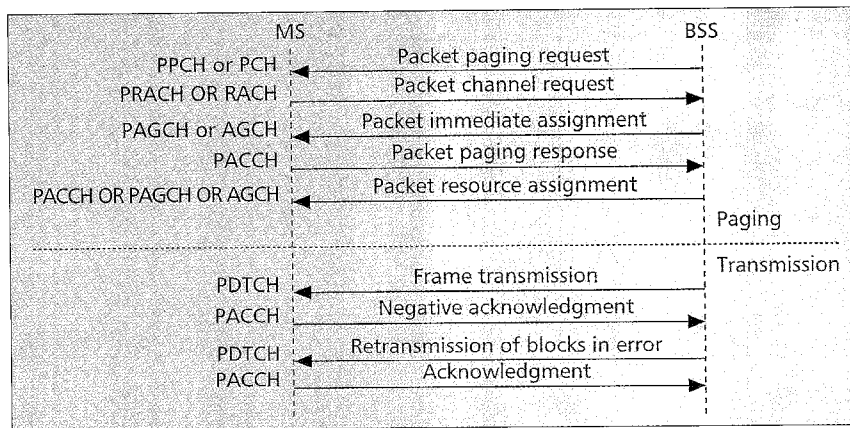 MS BSS
PPCH or PCH Packet paging request
PRACH OR RACH Packet channel request
PAGCH or AGCH Packet immediate assignment
PACCH Packet paging response
PACCH OR PAGCH OR AGCH Packet resource assignment
Paging
Transmission
PDTCH Frame transmission
PACCH Negative acknowledgment
PDTCH Retransmission of blocks in error
PACCH Acknowledgment